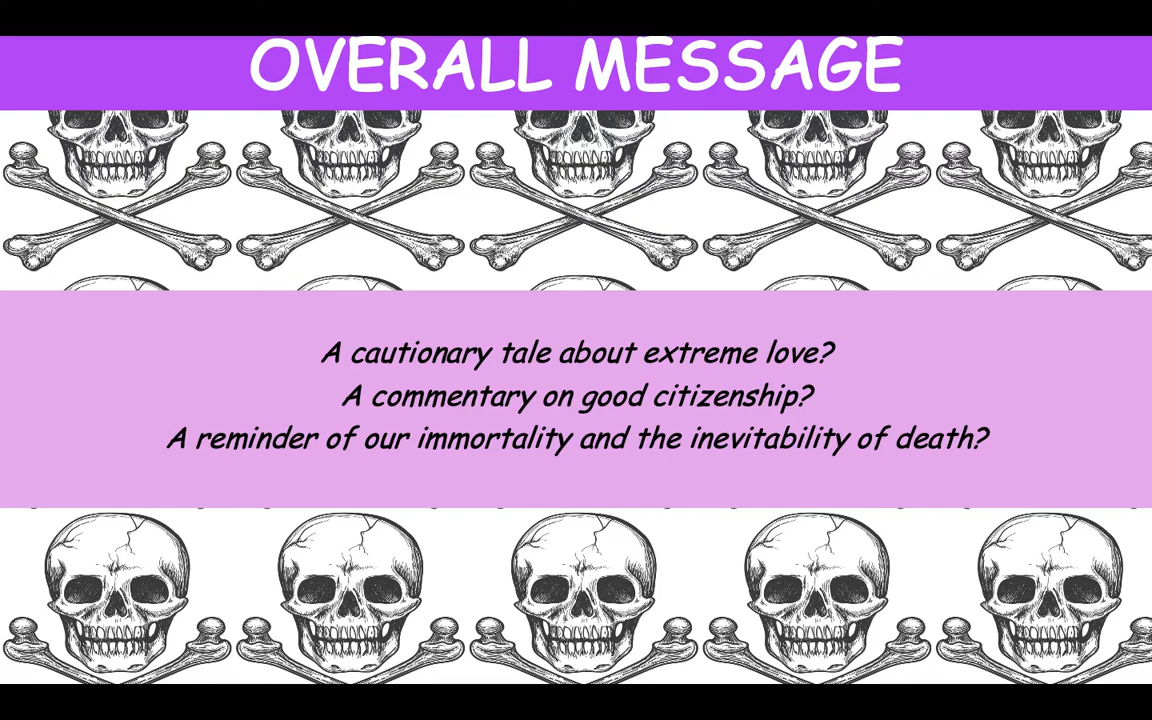 OVERALL MESSAGE
A cautionary tale about extreme love?
A commentary on good citizenship?
A reminder of our immortality and the inevitability of death?